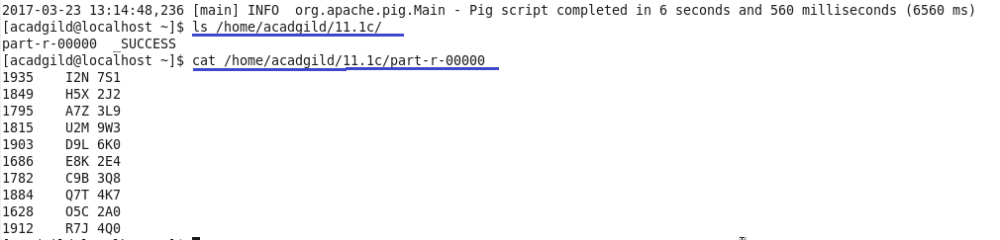 2017-03-23 13:14:48,236 [main] INFO  org.apache.pig.Main - Pig script completed in 6 seconds and 560 milliseconds (6560 ms)
[acadgild@localhost ~]$ ls /home/acadgild/11.1c/
part-r-00000  _SUCCESS
[acadgild@localhost ~]$ cat /home/acadgild/11.1c/part-r-00000
1935    I2N 7S1
1849    H5X 2J2
1795    A7Z 3L9
1815    U2M 9W3
1903    D9L 6K0
1686    E8K 2E4
1782    C9B 3Q8
1884    Q7T 4K7
1628    O5C 2A0
1912    R7J 4Q0